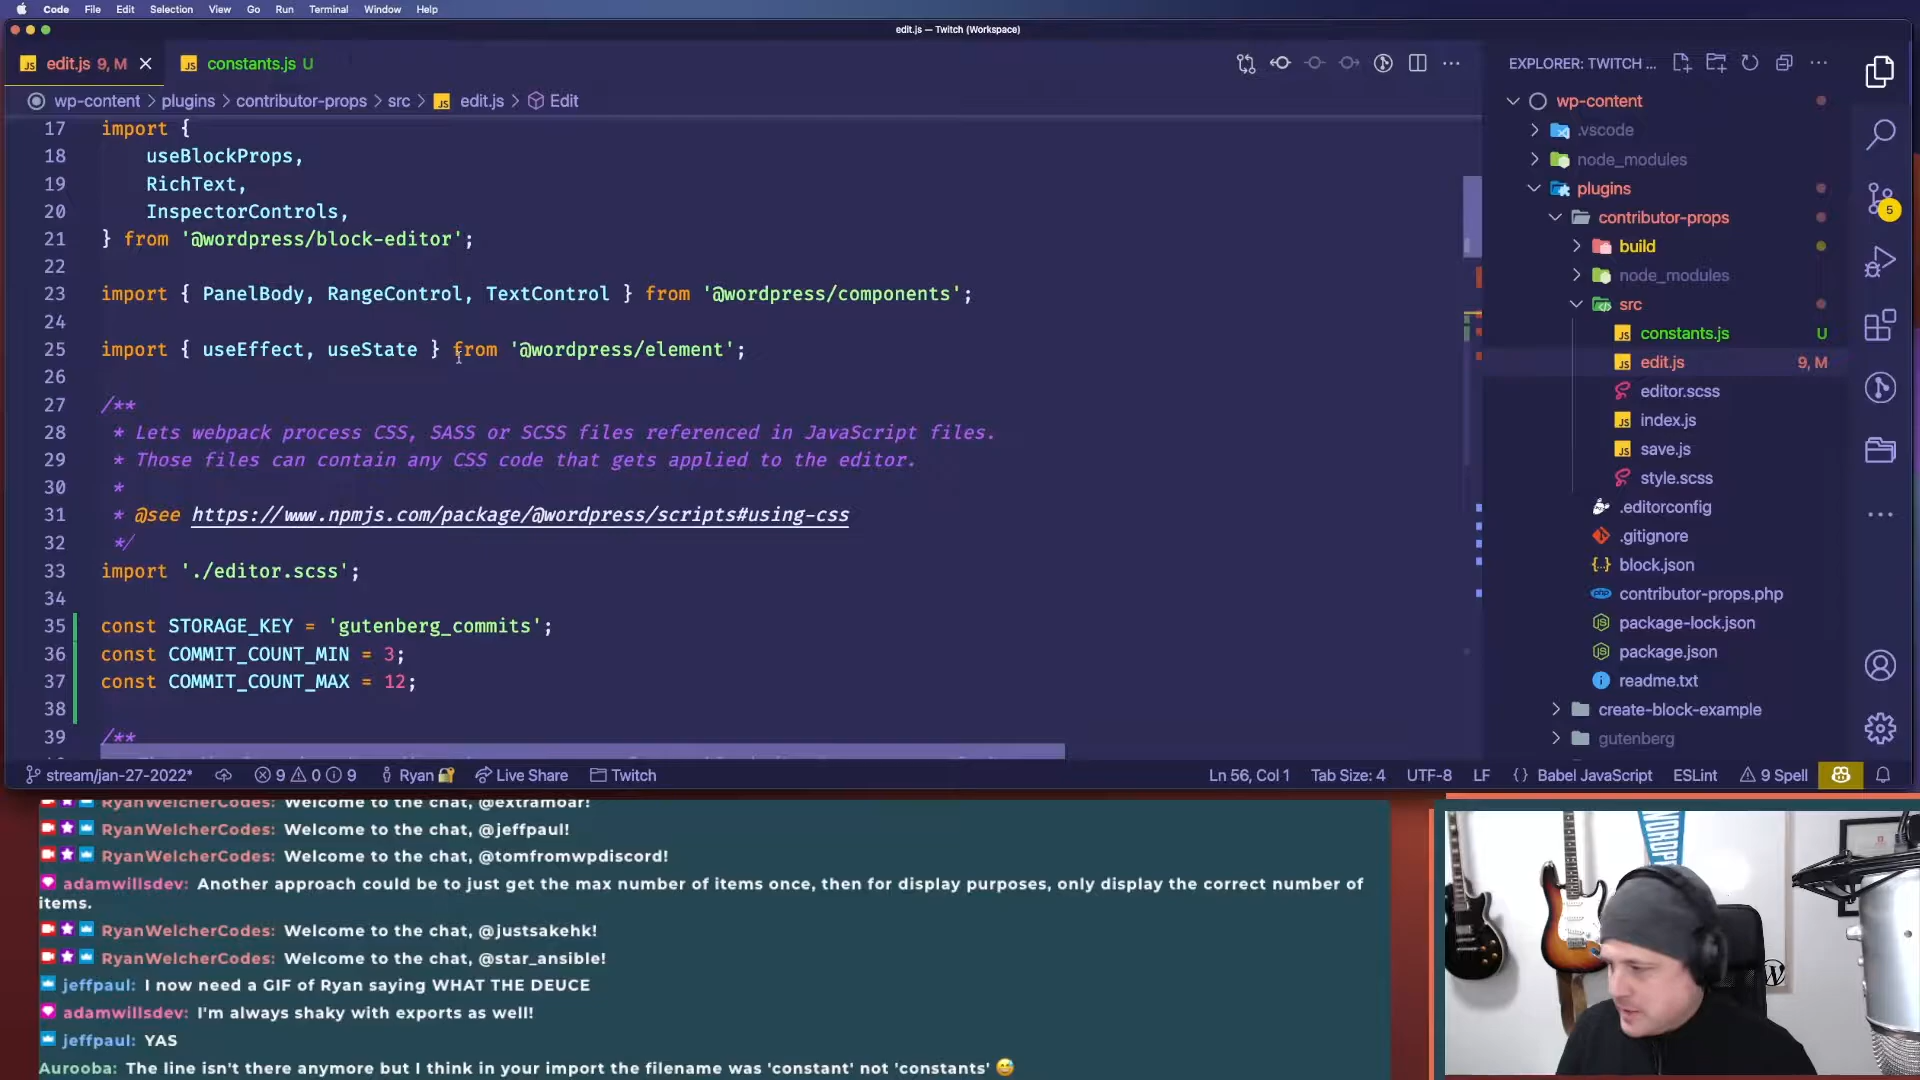 Code File Edit Selection View Go Run Terminal Window Help
edit.js — Twitch (Workspace)
edit.js 9, M
constants.js U
EXPLORER: TWITCH ...
wp-content > plugins > contributor-props > src > edit.js > Edit
17 import {
18 useBlockProps,
19 RichText,
20 InspectorControls,
21 } from '@wordpress/block-editor';
22
23 import { PanelBody, RangeControl, TextControl } from '@wordpress/components';
24
25 import { useEffect, useState } from '@wordpress/element';
26
27 /**
28 * Lets webpack process CSS, SASS or SCSS files referenced in JavaScript files.
29 * Those files can contain any CSS code that gets applied to the editor.
30 *
31 * @see https://www.npmjs.com/package/@wordpress/scripts#using-css
32 */
33 import './editor.scss';
34
35 const STORAGE_KEY = 'gutenberg_commits';
36 const COMMIT_COUNT_MIN = 3;
37 const COMMIT_COUNT_MAX = 12;
38
39 /**
wp-content
.vscode
node_modules
plugins
contributor-props
build
node_modules
src
constants.js U
edit.js 9, M
editor.scss
index.js
save.js
style.scss
.editorconfig
.gitignore
block.json
contributor-props.php
package-lock.json
package.json
readme.txt
create-block-example
gutenberg
5
stream/jan-27-2022* 9 0 9 Ryan Live Share Twitch
Ln 56, Col 1 Tab Size: 4 UTF-8 LF {} Babel JavaScript ESLint 9 Spell
RyanWelcherCodes: Welcome to the chat, @extramoar!
RyanWelcherCodes: Welcome to the chat, @jeffpaul!
RyanWelcherCodes: Welcome to the chat, @tomfromwpdiscord!
adamwillsdev: Another approach could be to just get the max number of items once, then for display purposes, only display the correct number of
items.
RyanWelcherCodes: Welcome to the chat, @justsakehk!
RyanWelcherCodes: Welcome to the chat, @star_ansible!
jeffpaul: I now need a GIF of Ryan saying WHAT THE DEUCE
adamwillsdev: I'm always shaky with exports as well!
jeffpaul: YAS
Aurooba: The line isn't there anymore but I think in your import the filename was 'constant' not 'constants' 😅